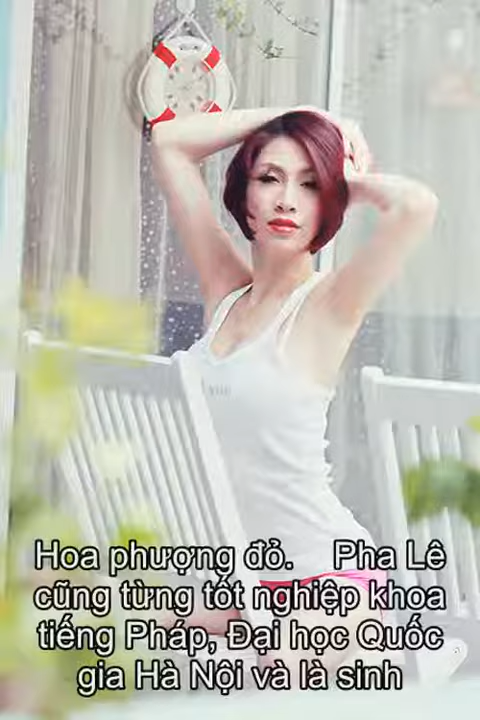 Hoa phượng đỏ. Pha Lê
cũng từng tốt nghiệp khoa
tiếng Pháp, Đại học Quốc
gia Hà Nội và là sinh